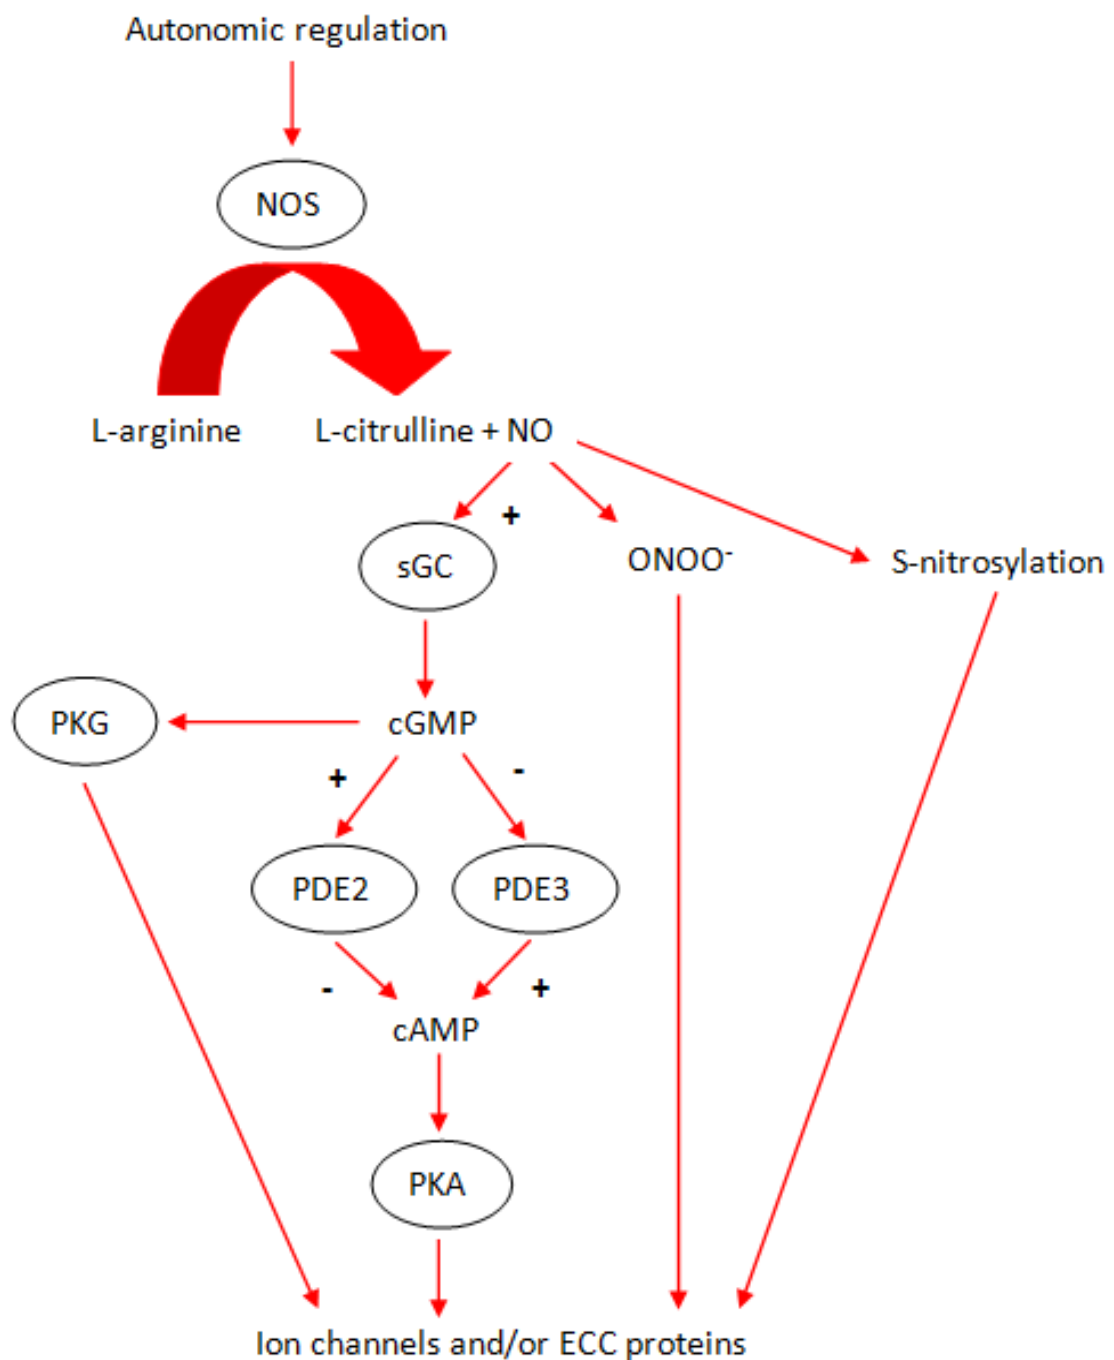 Autonomic regulation
NOS
L-arginine
L-citrulline + NO
+
sGC
ONOO⁻
S-nitrosylation
PKG
cGMP
+
-
PDE2
PDE3
-
+
cAMP
PKA
Ion channels and/or ECC proteins